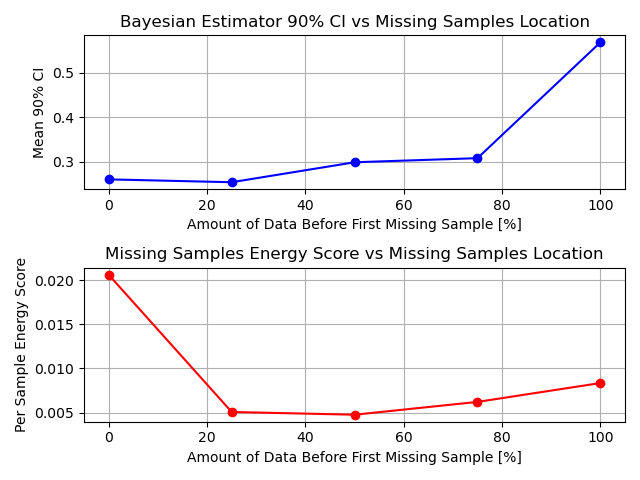 Bayesian Estimator 90% CI vs Missing Samples Location
Mean 90% CI
0.5
0.4
0.3
0 20 40 60 80 100
Amount of Data Before First Missing Sample [%]
Missing Samples Energy Score vs Missing Samples Location
Per Sample Energy Score
0.020
0.015
0.010
0.005
0 20 40 60 80 100
Amount of Data Before First Missing Sample [%]